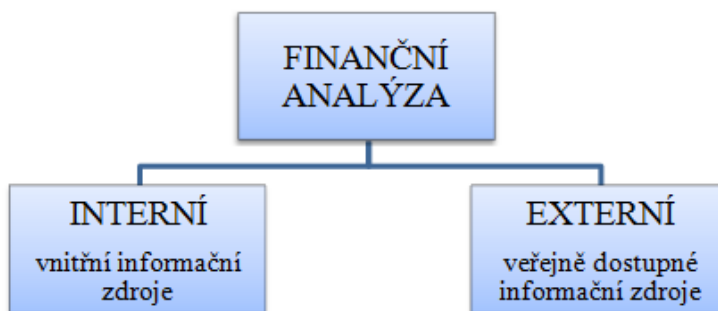 FINANČNÍ
ANALÝZA
INTERNÍ
vnitřní informační
zdroje
EXTERNÍ
veřejně dostupné
informační zdroje